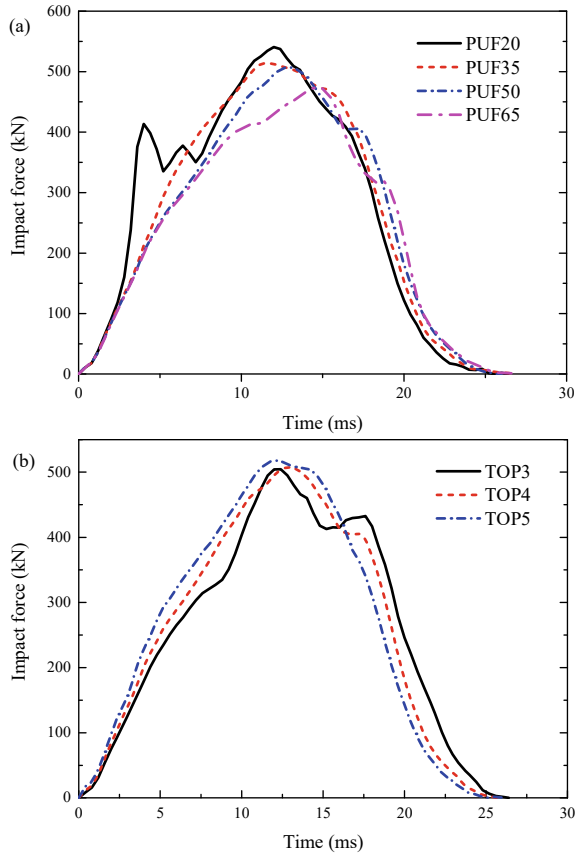 (a)
600
500
400
300
200
100
0
Impact force (kN)
PUF20
PUF35
PUF50
PUF65
0 10 20 30
Time (ms)
(b)
500
400
300
200
100
0
Impact force (kN)
TOP3
TOP4
TOP5
0 5 10 15 20 25 30
Time (ms)